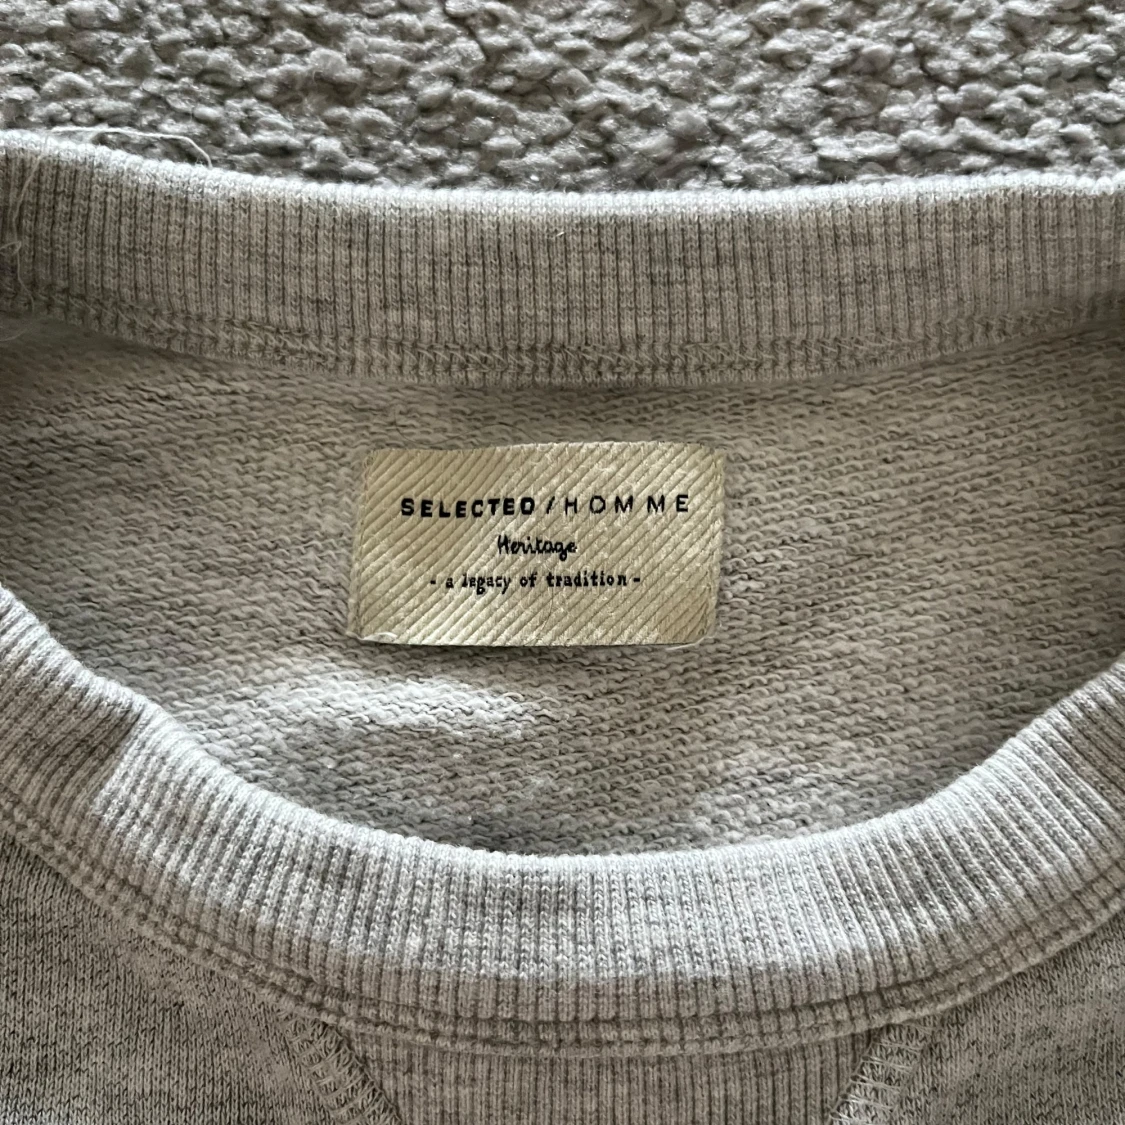 SELECTED/HOMME
Heritage
- a legacy of tradition -